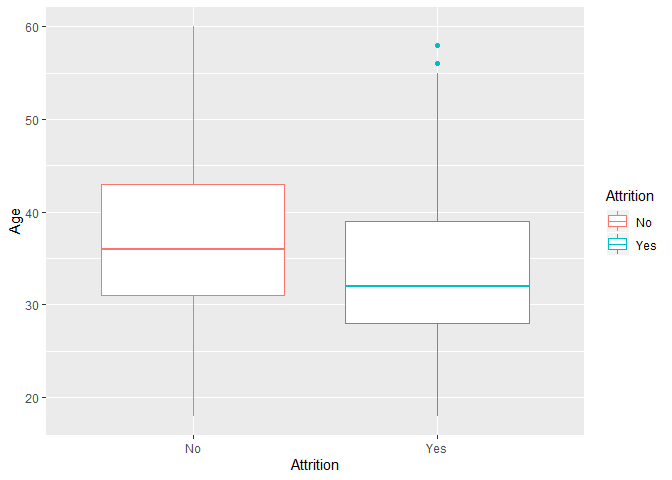 60
50
40
30
20
Age
No
Yes
Attrition
Attrition
No
Yes